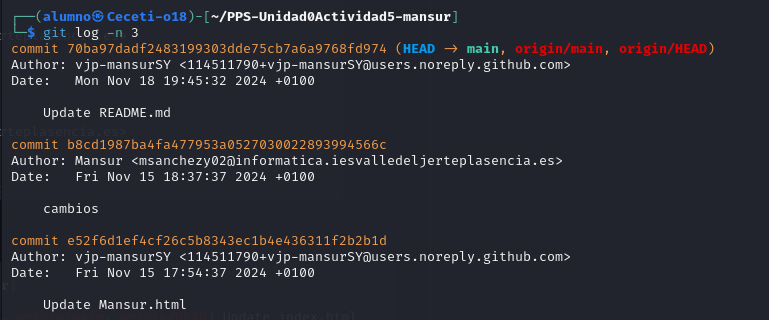 ┌──(alumno㉿Ceceti-o18)-[~/PPS-Unidad0Actividad5-mansur]
└─$ git log -n 3
commit 70ba97dadf2483199303dde75cb7a6a9768fd974 (HEAD -> main, origin/main, origin/HEAD)
Author: vjp-mansurSY <114511790+vjp-mansurSY@users.noreply.github.com>
Date:   Mon Nov 18 19:45:32 2024 +0100
    Update README.md
commit b8cd1987ba4fa477953a0527030022893994566c
Author: Mansur <msanchezy02@informatica.iesvalledeljerteplasencia.es>
Date:   Fri Nov 15 18:37:37 2024 +0100
    cambios
commit e52f6d1ef4cf26c5b8343ec1b4e436311f2b2b1d
Author: vjp-mansurSY <114511790+vjp-mansurSY@users.noreply.github.com>
Date:   Fri Nov 15 17:54:37 2024 +0100
    Update Mansur.html